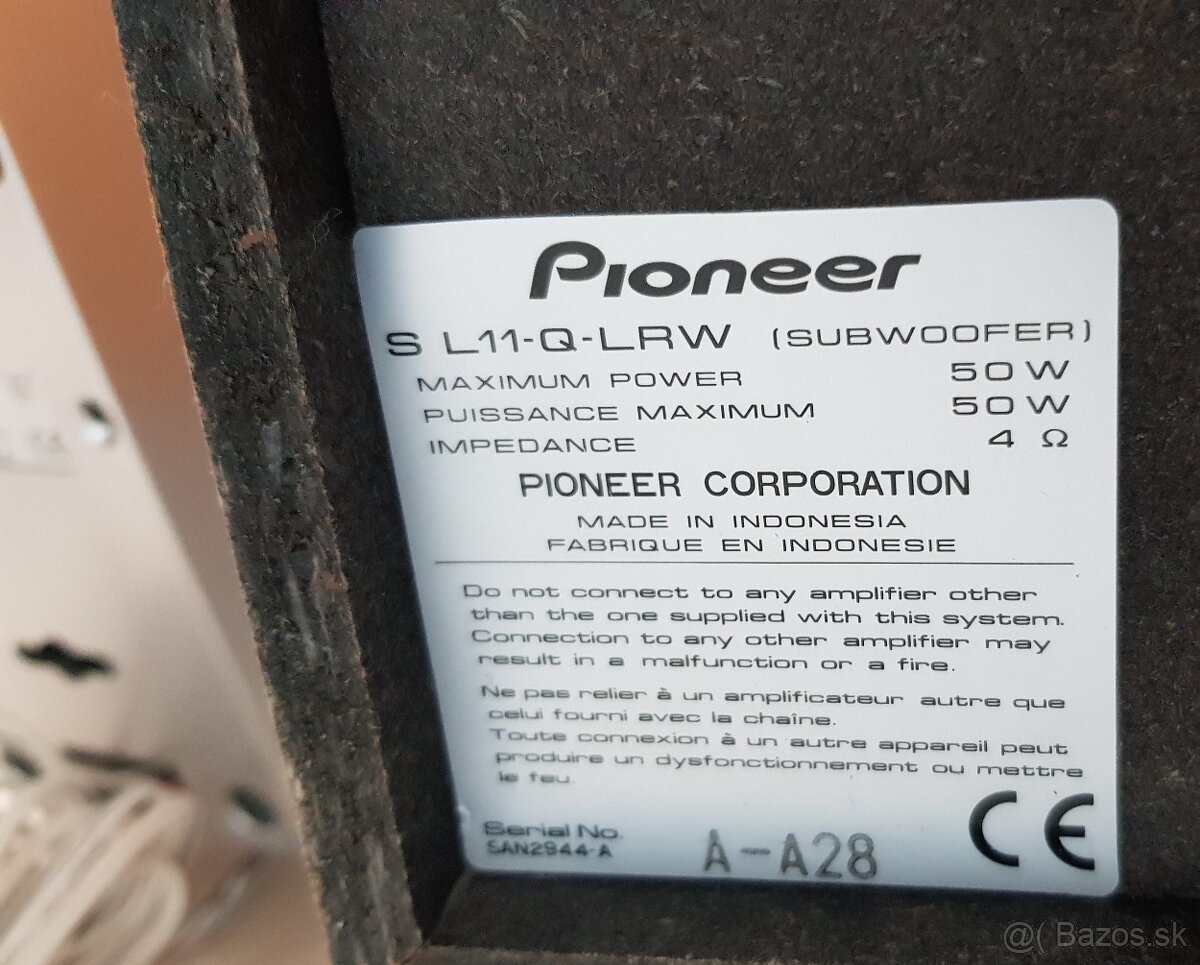 Pioneer
S L11-Q-LRW (SUBWOOFER)
MAXIMUM POWER 50 W
PUISSANCE MAXIMUM 50 W
IMPEDANCE 4 Ω
PIONEER CORPORATION
MADE IN INDONESIA
FABRIQUE EN INDONESIE
Do not connect to any amplifier other
than the one supplied with this system.
Connection to any other amplifier may
result in a malfunction or a fire.
Ne pas relier à un amplificateur autre que
celui fourni avec la chaîne.
Toute connexion à un autre appareil peut
produire un dysfonctionnement ou mettre
le feu.
Serial No.
SAN2944-A
A-A28
CE
@( Bazos.sk